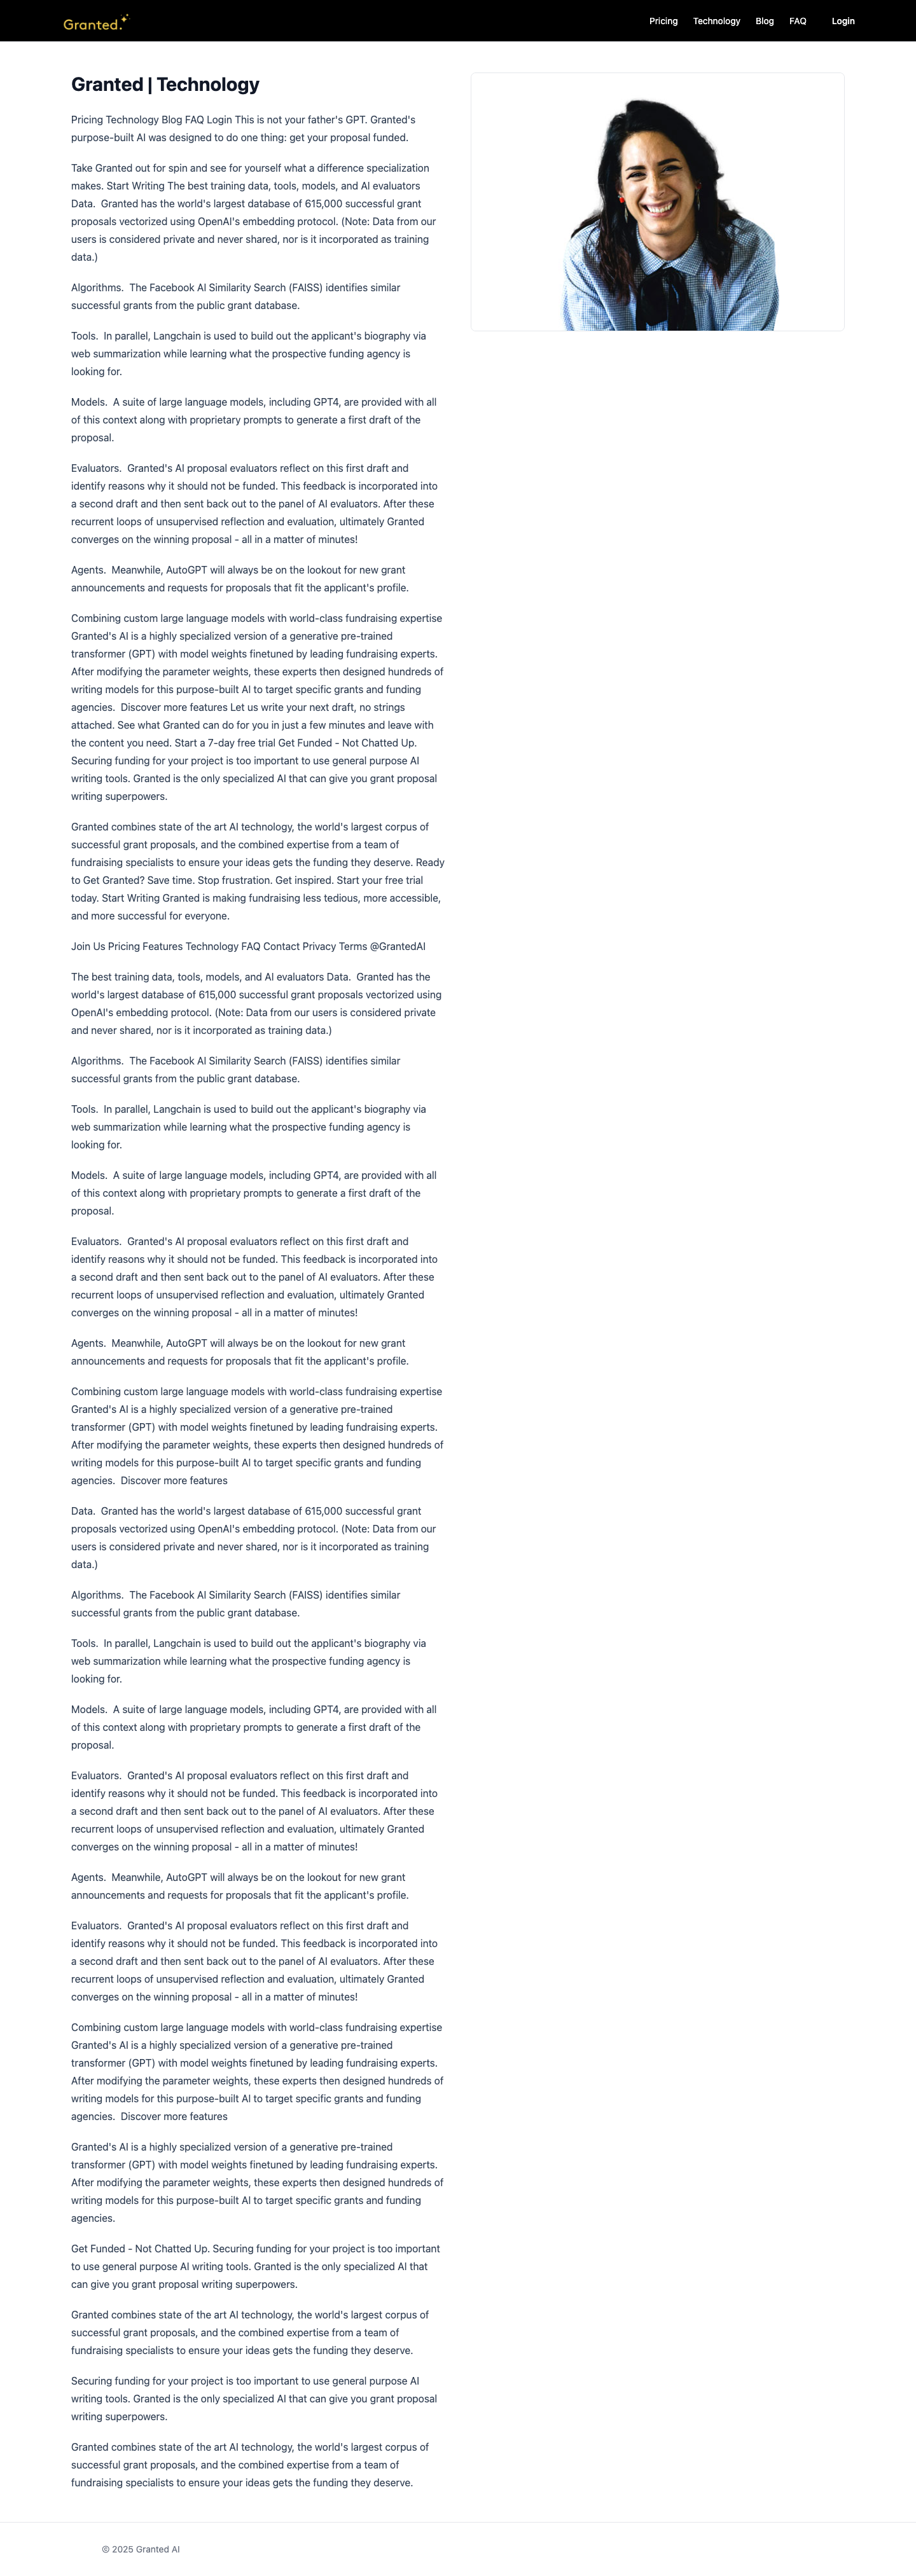 Granted.
Pricing
Technology
Blog
FAQ
Login
Granted | Technology
Pricing Technology Blog FAQ Login This is not your father's GPT. Granted's
purpose-built AI was designed to do one thing: get your proposal funded.
Take Granted out for spin and see for yourself what a difference specialization
makes. Start Writing The best training data, tools, models, and AI evaluators
Data.  Granted has the world's largest database of 615,000 successful grant
proposals vectorized using OpenAI's embedding protocol. (Note: Data from our
users is considered private and never shared, nor is it incorporated as training
data.)
Algorithms.  The Facebook AI Similarity Search (FAISS) identifies similar
successful grants from the public grant database.
Tools.  In parallel, Langchain is used to build out the applicant's biography via
web summarization while learning what the prospective funding agency is
looking for.
Models.  A suite of large language models, including GPT4, are provided with all
of this context along with proprietary prompts to generate a first draft of the
proposal.
Evaluators.  Granted's AI proposal evaluators reflect on this first draft and
identify reasons why it should not be funded. This feedback is incorporated into
a second draft and then sent back out to the panel of AI evaluators. After these
recurrent loops of unsupervised reflection and evaluation, ultimately Granted
converges on the winning proposal - all in a matter of minutes!
Agents.  Meanwhile, AutoGPT will always be on the lookout for new grant
announcements and requests for proposals that fit the applicant's profile.
Combining custom large language models with world-class fundraising expertise
Granted's AI is a highly specialized version of a generative pre-trained
transformer (GPT) with model weights finetuned by leading fundraising experts.
After modifying the parameter weights, these experts then designed hundreds of
writing models for this purpose-built AI to target specific grants and funding
agencies.  Discover more features Let us write your next draft, no strings
attached. See what Granted can do for you in just a few minutes and leave with
the content you need. Start a 7-day free trial Get Funded - Not Chatted Up.
Securing funding for your project is too important to use general purpose AI
writing tools. Granted is the only specialized AI that can give you grant proposal
writing superpowers.
Granted combines state of the art AI technology, the world's largest corpus of
successful grant proposals, and the combined expertise from a team of
fundraising specialists to ensure your ideas gets the funding they deserve. Ready
to Get Granted? Save time. Stop frustration. Get inspired. Start your free trial
today. Start Writing Granted is making fundraising less tedious, more accessible,
and more successful for everyone.
Join Us Pricing Features Technology FAQ Contact Privacy Terms @GrantedAI
The best training data, tools, models, and AI evaluators Data.  Granted has the
world's largest database of 615,000 successful grant proposals vectorized using
OpenAI's embedding protocol. (Note: Data from our users is considered private
and never shared, nor is it incorporated as training data.)
Algorithms.  The Facebook AI Similarity Search (FAISS) identifies similar
successful grants from the public grant database.
Tools.  In parallel, Langchain is used to build out the applicant's biography via
web summarization while learning what the prospective funding agency is
looking for.
Models.  A suite of large language models, including GPT4, are provided with all
of this context along with proprietary prompts to generate a first draft of the
proposal.
Evaluators.  Granted's AI proposal evaluators reflect on this first draft and
identify reasons why it should not be funded. This feedback is incorporated into
a second draft and then sent back out to the panel of AI evaluators. After these
recurrent loops of unsupervised reflection and evaluation, ultimately Granted
converges on the winning proposal - all in a matter of minutes!
Agents.  Meanwhile, AutoGPT will always be on the lookout for new grant
announcements and requests for proposals that fit the applicant's profile.
Combining custom large language models with world-class fundraising expertise
Granted's AI is a highly specialized version of a generative pre-trained
transformer (GPT) with model weights finetuned by leading fundraising experts.
After modifying the parameter weights, these experts then designed hundreds of
writing models for this purpose-built AI to target specific grants and funding
agencies.  Discover more features
Data.  Granted has the world's largest database of 615,000 successful grant
proposals vectorized using OpenAI's embedding protocol. (Note: Data from our
users is considered private and never shared, nor is it incorporated as training
data.)
Algorithms.  The Facebook AI Similarity Search (FAISS) identifies similar
successful grants from the public grant database.
Tools.  In parallel, Langchain is used to build out the applicant's biography via
web summarization while learning what the prospective funding agency is
looking for.
Models.  A suite of large language models, including GPT4, are provided with all
of this context along with proprietary prompts to generate a first draft of the
proposal.
Evaluators.  Granted's AI proposal evaluators reflect on this first draft and
identify reasons why it should not be funded. This feedback is incorporated into
a second draft and then sent back out to the panel of AI evaluators. After these
recurrent loops of unsupervised reflection and evaluation, ultimately Granted
converges on the winning proposal - all in a matter of minutes!
Agents.  Meanwhile, AutoGPT will always be on the lookout for new grant
announcements and requests for proposals that fit the applicant's profile.
Evaluators.  Granted's AI proposal evaluators reflect on this first draft and
identify reasons why it should not be funded. This feedback is incorporated into
a second draft and then sent back out to the panel of AI evaluators. After these
recurrent loops of unsupervised reflection and evaluation, ultimately Granted
converges on the winning proposal - all in a matter of minutes!
Combining custom large language models with world-class fundraising expertise
Granted's AI is a highly specialized version of a generative pre-trained
transformer (GPT) with model weights finetuned by leading fundraising experts.
After modifying the parameter weights, these experts then designed hundreds of
writing models for this purpose-built AI to target specific grants and funding
agencies.  Discover more features
Granted's AI is a highly specialized version of a generative pre-trained
transformer (GPT) with model weights finetuned by leading fundraising experts.
After modifying the parameter weights, these experts then designed hundreds of
writing models for this purpose-built AI to target specific grants and funding
agencies.
Get Funded - Not Chatted Up. Securing funding for your project is too important
to use general purpose AI writing tools. Granted is the only specialized AI that
can give you grant proposal writing superpowers.
Granted combines state of the art AI technology, the world's largest corpus of
successful grant proposals, and the combined expertise from a team of
fundraising specialists to ensure your ideas gets the funding they deserve.
Securing funding for your project is too important to use general purpose AI
writing tools. Granted is the only specialized AI that can give you grant proposal
writing superpowers.
Granted combines state of the art AI technology, the world's largest corpus of
successful grant proposals, and the combined expertise from a team of
fundraising specialists to ensure your ideas gets the funding they deserve.
© 2025 Granted AI